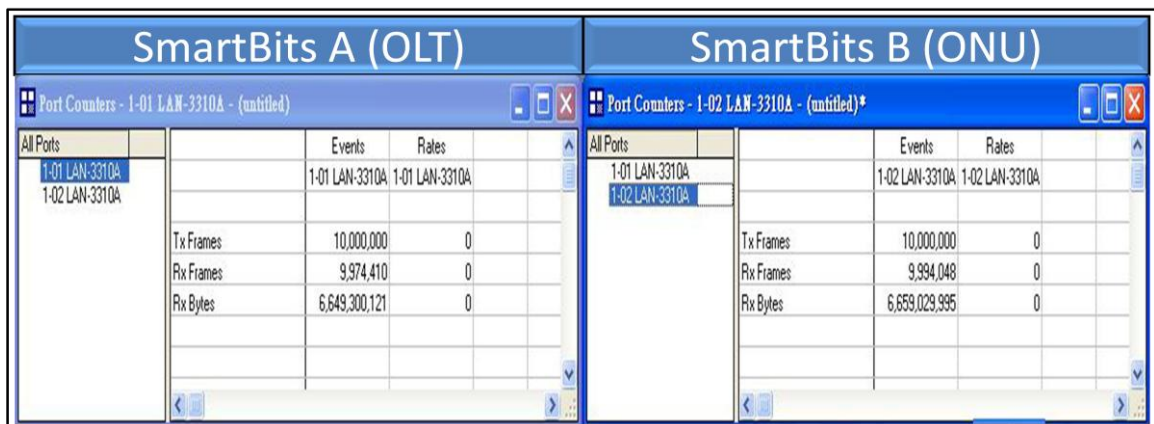 SmartBits A (OLT)
Port Counters - 1-01 LAN-3310A - (untitled)
All Ports
1-01 LAN-3310A
1-02 LAN-3310A
Events Rates
1-01 LAN-3310A 1-01 LAN-3310A
Tx Frames 10,000,000 0
Rx Frames 9,974,410 0
Rx Bytes 6,649,300,121 0
SmartBits B (ONU)
Port Counters - 1-02 LAN-3310A - (untitled)*
All Ports
1-01 LAN-3310A
1-02 LAN-3310A
Events Rates
1-02 LAN-3310A 1-02 LAN-3310A
Tx Frames 10,000,000 0
Rx Frames 9,994,048 0
Rx Bytes 6,659,029,995 0